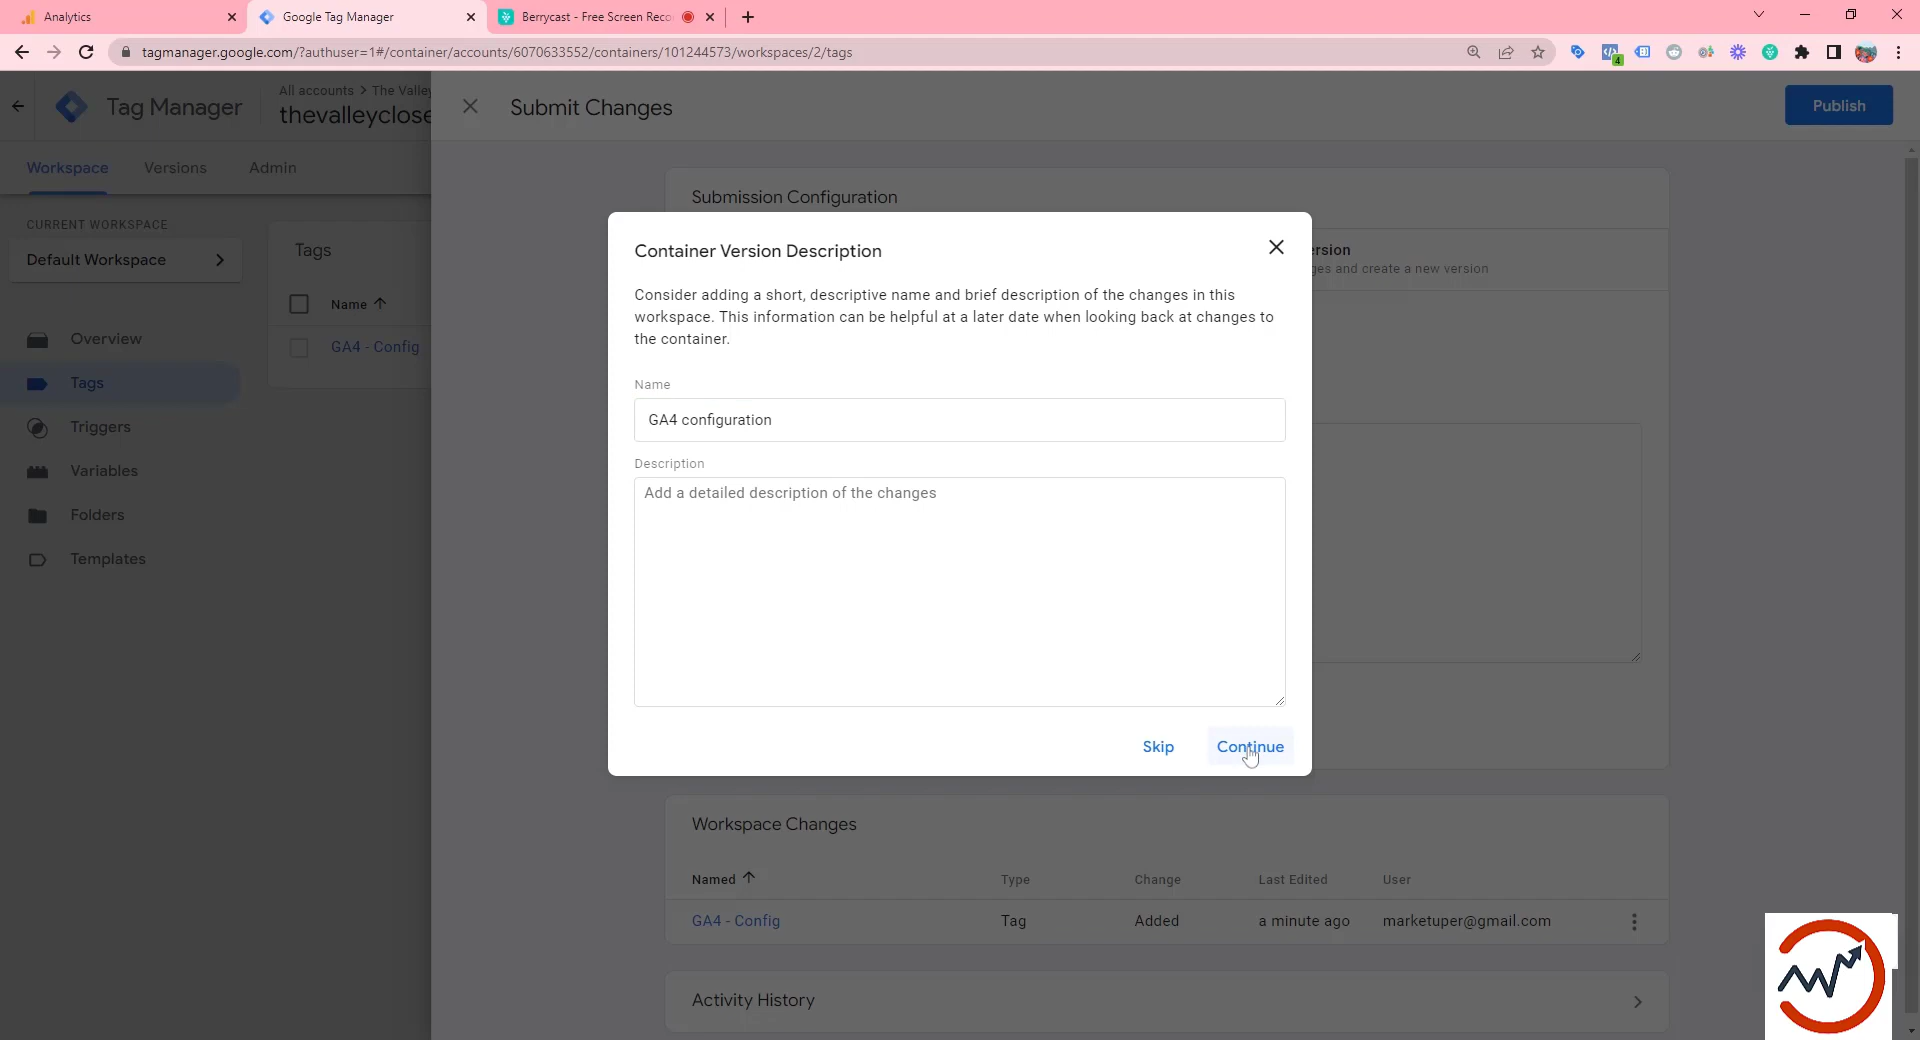 Analytics
Google Tag Manager
Berrycast - Free Screen Reco
tagmanager.google.com/?authuser=1#/container/accounts/6070633552/containers/101244573/workspaces/2/tags
4
Tag Manager
All accounts > The Valley
thevalleyclose
Submit Changes
Publish
Workspace
Versions
Admin
CURRENT WORKSPACE
Default Workspace
Overview
Tags
Triggers
Variables
Folders
Templates
Tags
Name
GA4 - Config
Submission Configuration
ersion
ges and create a new version
Container Version Description
Consider adding a short, descriptive name and brief description of the changes in this
workspace. This information can be helpful at a later date when looking back at changes to
the container.
Name
GA4 configuration
Description
Add a detailed description of the changes
Skip
Continue
Workspace Changes
Named
Type
Change
Last Edited
User
GA4 - Config
Tag
Added
a minute ago
marketuper@gmail.com
Activity History